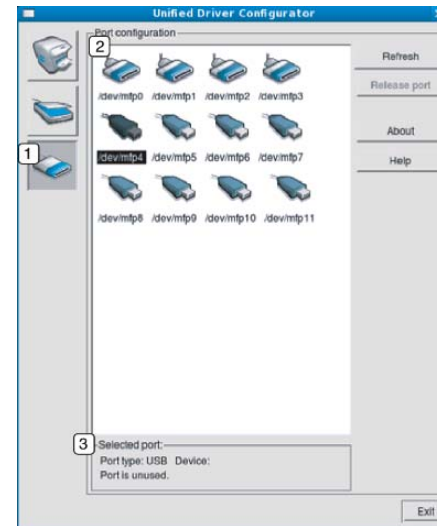 Unified Driver Configurator
Port configuration
2
Refresh
/dev/mfp0 /dev/mfp1 /dev/mfp2 /dev/mfp3
Release port
About
1
/dev/mfp4 /dev/mfp5 /dev/mfp6 /dev/mfp7
Help
/dev/mfp8 /dev/mfp9 /dev/mfp10 /dev/mfp11
3
Selected port:
Port type: USB Device:
Port is unused.
Exit